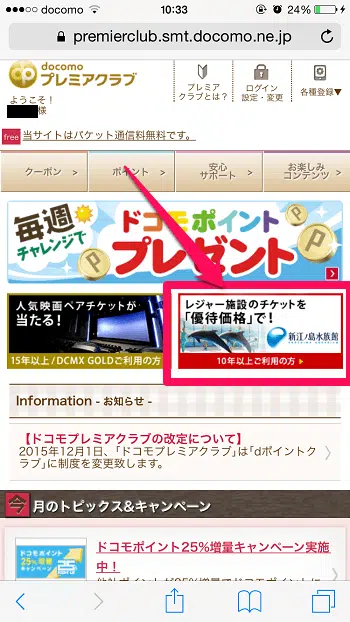 docomo
10:33
24%
premierclub.smt.docomo.ne.jp
docomo
プレミアクラブ
ようこそ！
様
プレミア
クラブとは？
ログイン
設定・変更
各種登録▼
free 当サイトはパケット通信料無料です。
クーポン >
ポイント >
安心
サポート >
お楽しみ
コンテンツ >
毎週
チャレンジで
ドコモポイント
プレゼント
人気映画ペアチケットが
当たる！
15年以上/DCMX GOLDご利用の方
レジャー施設のチケットを
「優待価格」で！
新江ノ島水族館
10年以上ご利用の方
Information - お知らせ -
【ドコモプレミアクラブの改定について】
2015年12月1日、「ドコモプレミアクラブ」は「dポイントク
ラブ」に制度を変更致します。
今月のトピックス&キャンペーン
ドコモポイント
25%増量
キャンペーン
ドコモポイント25%増量キャンペーン実施
中！